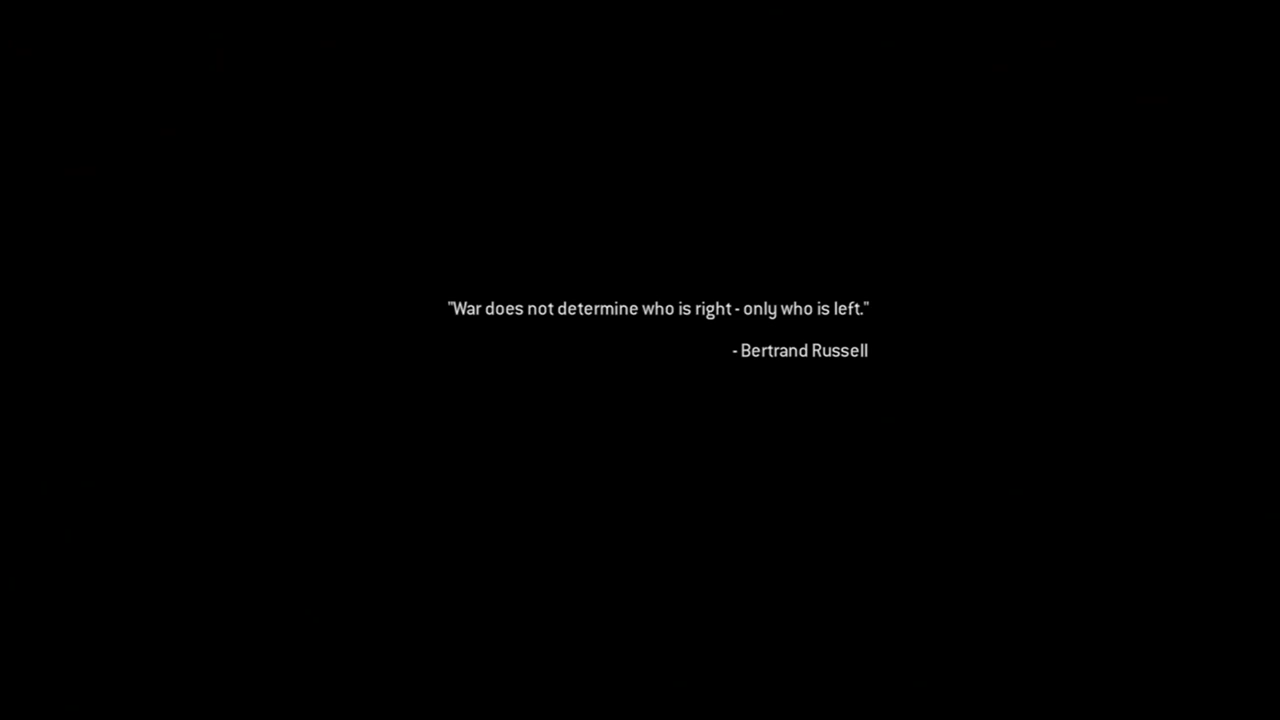 "War does not determine who is right - only who is left."
- Bertrand Russell